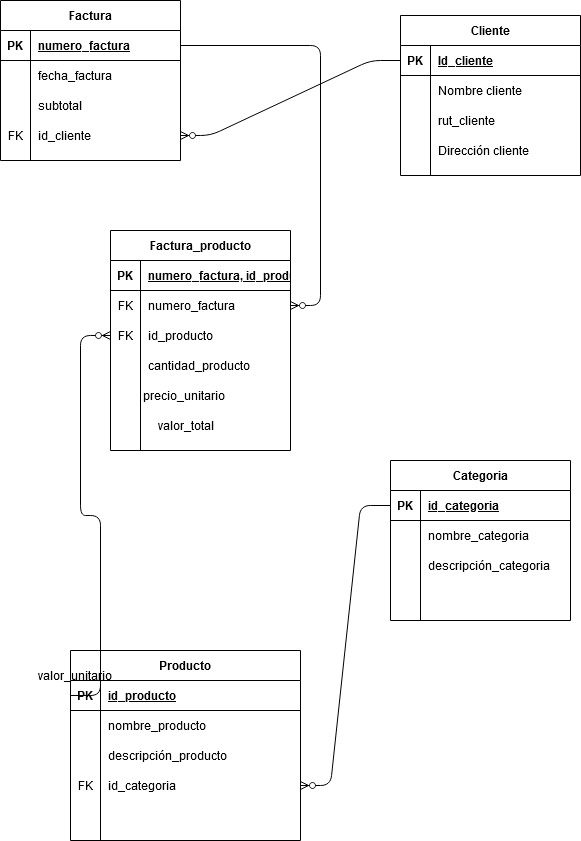 Factura
PK numero_factura
fecha_factura
subtotal
FK id_cliente
Cliente
PK Id_cliente
Nombre cliente
rut_cliente
Dirección cliente
Factura_producto
PK numero_factura, id_prod
FK numero_factura
FK id_producto
cantidad_producto
precio_unitario
valor_total
Categoria
PK id_categoria
nombre_categoria
descripción_categoria
Producto
valor_unitario
PK id_producto
nombre_producto
descripción_producto
FK id_categoria